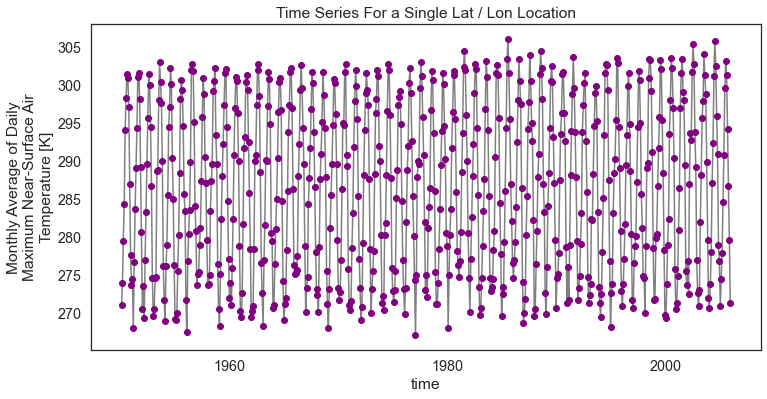 Time Series For a Single Lat / Lon Location
Monthly Average of Daily
Maximum Near-Surface Air
Temperature [K]
305
300
295
290
285
280
275
270
1960
1980
2000
time